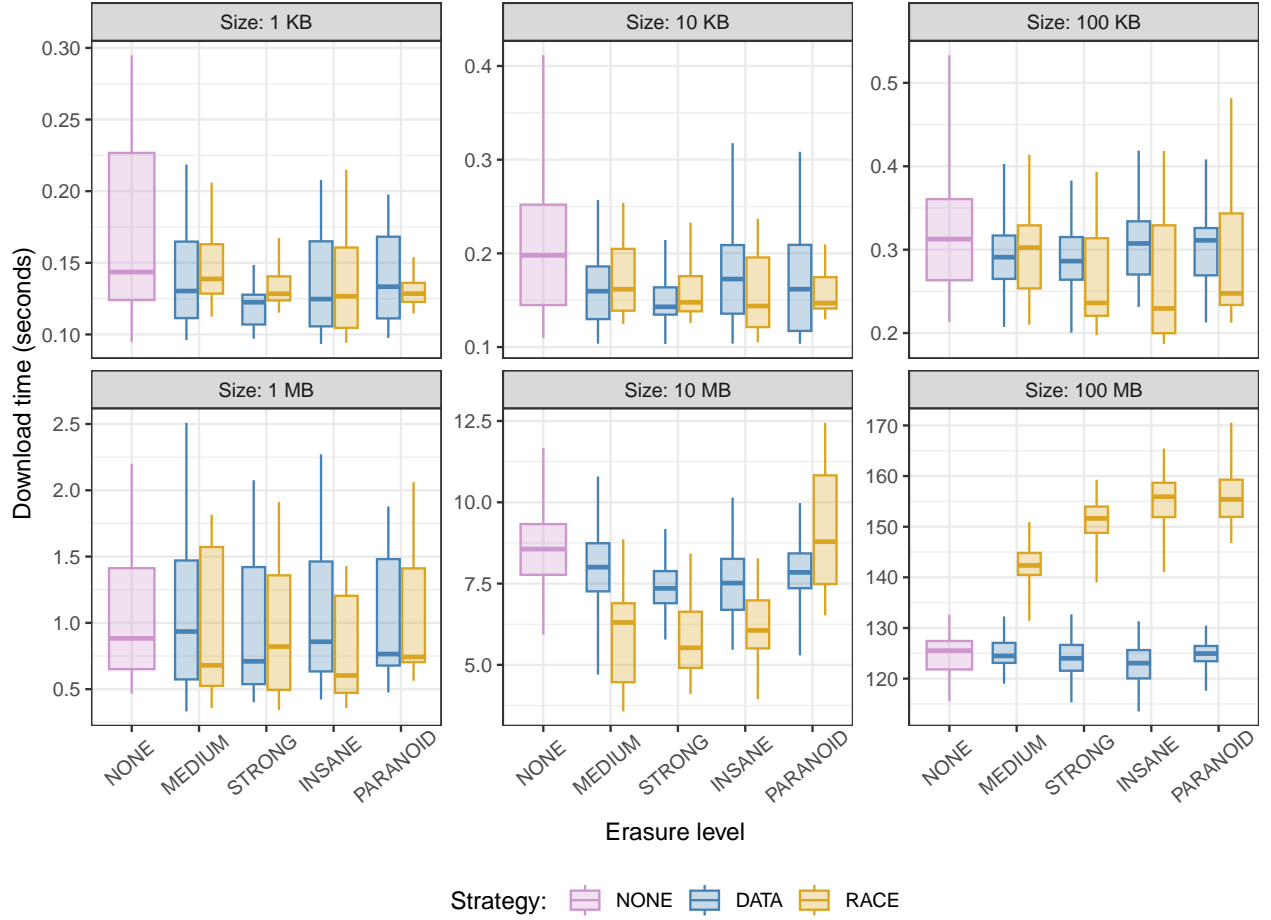 Size: 1 KB
Size: 10 KB
Size: 100 KB
0.30
0.25
0.20
0.15
0.10
0.4
0.3
0.2
0.1
0.5
0.4
0.3
0.2
Size: 1 MB
Size: 10 MB
Size: 100 MB
2.5
2.0
1.5
1.0
0.5
12.5
10.0
7.5
5.0
170
160
150
140
130
120
Download time (seconds)
NONE
MEDIUM
STRONG
INSANE
PARANOID
NONE
MEDIUM
STRONG
INSANE
PARANOID
NONE
MEDIUM
STRONG
INSANE
PARANOID
Erasure level
Strategy: NONE DATA RACE